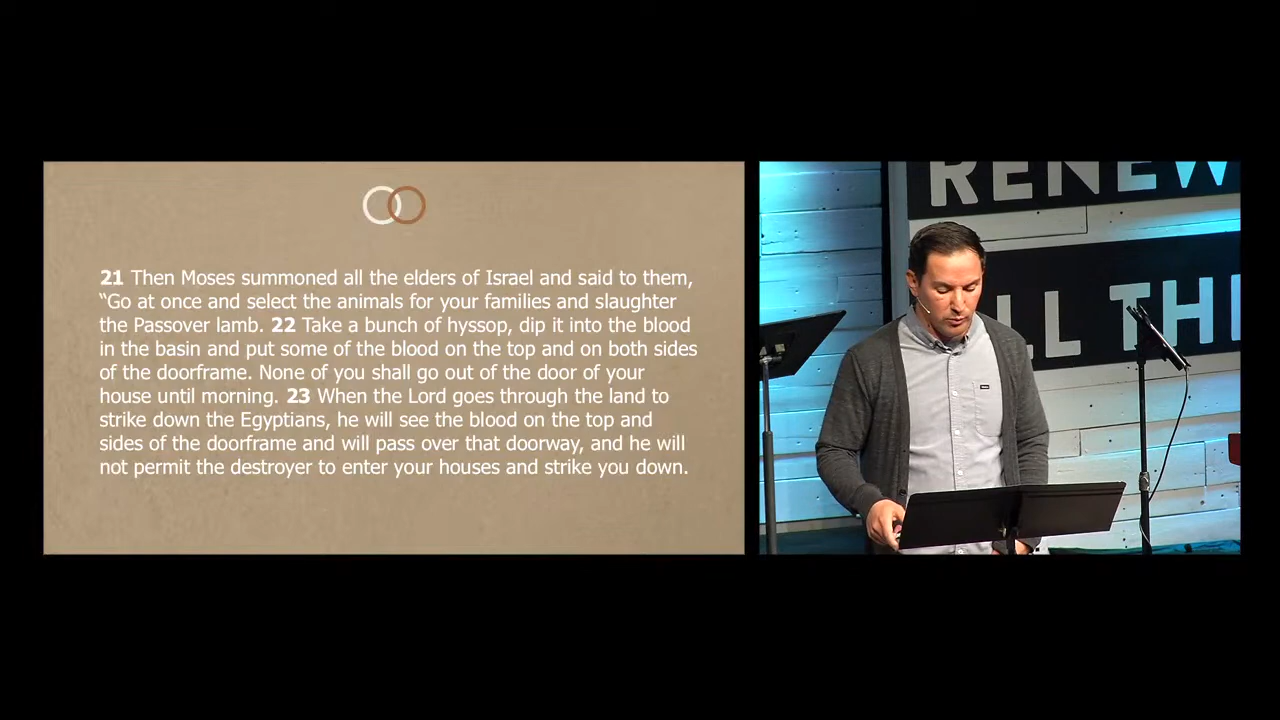 21 Then Moses summoned all the elders of Israel and said to them,
“Go at once and select the animals for your families and slaughter
the Passover lamb. 22 Take a bunch of hyssop, dip it into the blood
in the basin and put some of the blood on the top and on both sides
of the doorframe. None of you shall go out of the door of your
house until morning. 23 When the Lord goes through the land to
strike down the Egyptians, he will see the blood on the top and
sides of the doorframe and will pass over that doorway, and he will
not permit the destroyer to enter your houses and strike you down.
RENEW
LL THI